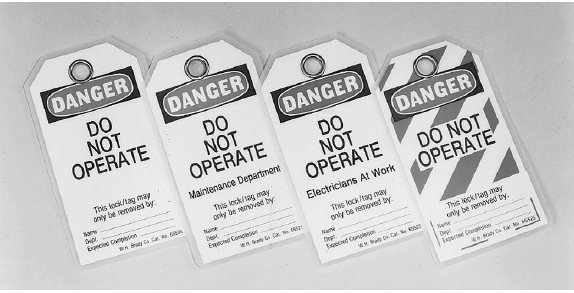 DANGER
DO
NOT
OPERATE
This lock/tag may
only be removed by:
Name
Dept.
Expected Completion
W.H. Brady Co. Cat. No.
DANGER
DO
NOT
OPERATE
Maintenance Department
This lock/tag may
only be removed by:
Name
Dept.
Expected Completion
W.H. Brady Co. Cat. No.
DANGER
DO
NOT
OPERATE
Electricians At Work
This lock/tag may
only be removed by:
Name
Dept.
Expected Completion
W.H. Brady Co. Cat. No.
DANGER
DO NOT
OPERATE
This lock/tag may
only be removed by:
Name
Dept.
Expected Completion
W.H. Brady Co. Cat. No.